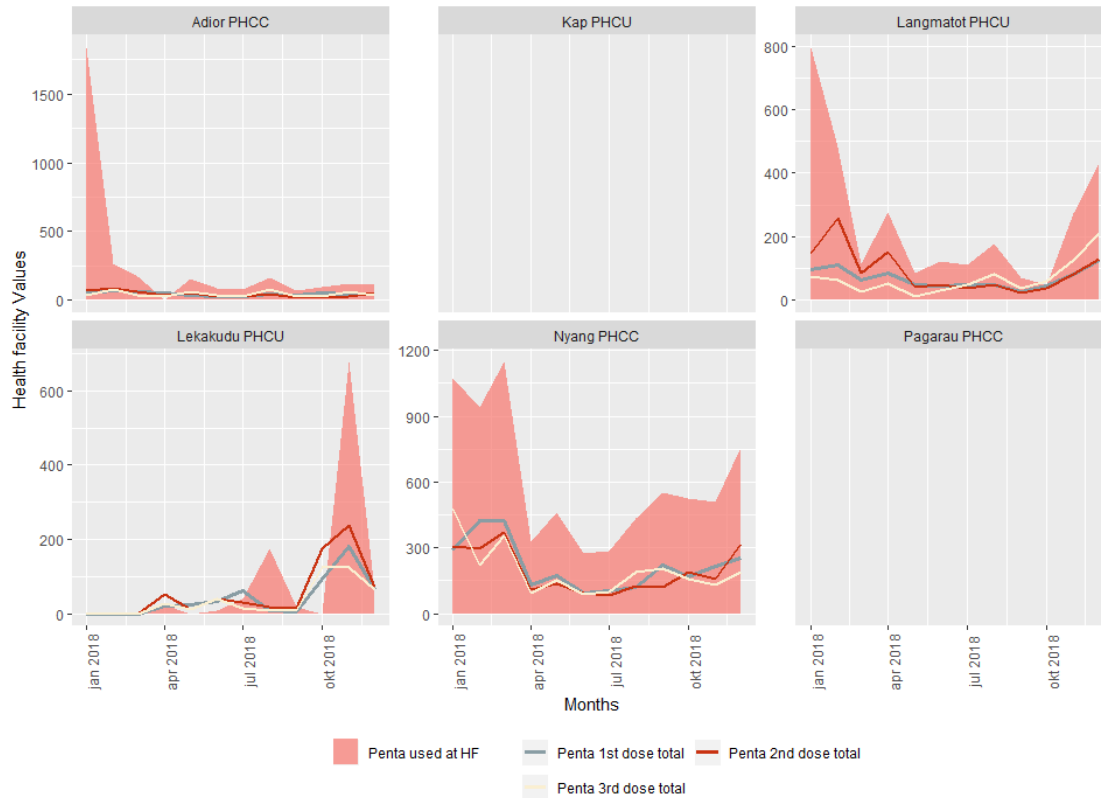 Adior PHCC
Kap PHCU
Langmatot PHCU
1500
1000
500
0
800
600
400
200
0
Health facility Values
Lekakudu PHCU
Nyang PHCC
Pagarau PHCC
600
400
200
0
1200
900
600
300
0
jan 2018
apr 2018
jul 2018
okt 2018
jan 2018
apr 2018
jul 2018
okt 2018
jan 2018
apr 2018
jul 2018
okt 2018
Months
Penta used at HF
Penta 1st dose total
Penta 2nd dose total
Penta 3rd dose total